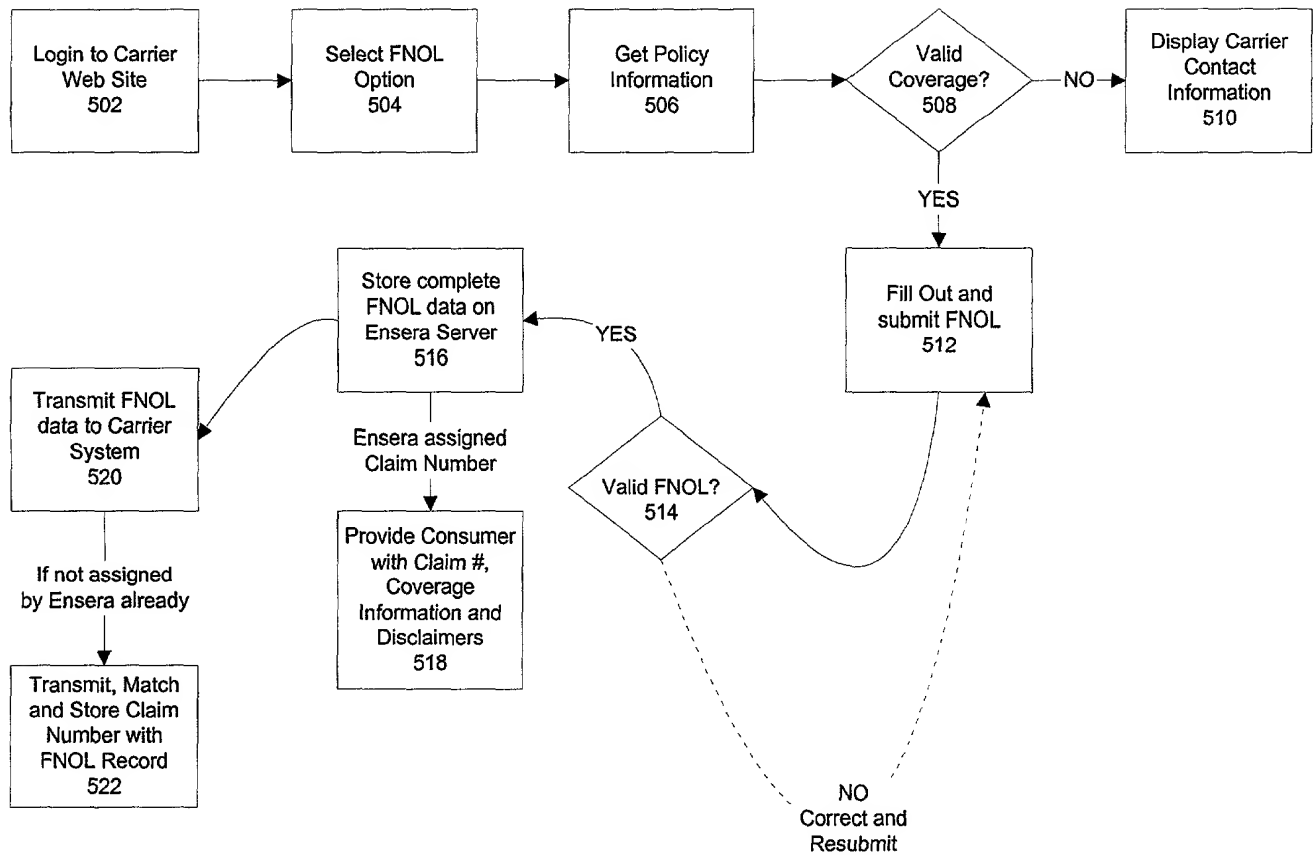 Login to Carrier
Web Site
502
Select FNOL
Option
504
Get Policy
Information
506
Valid
Coverage?
508
NO
Display Carrier
Contact
Information
510
YES
Fill Out and
submit FNOL
512
Store complete
FNOL data on
Ensera Server
516
YES
Transmit FNOL
data to Carrier
System
520
Ensera assigned
Claim Number
Valid FNOL?
514
Provide Consumer
with Claim #,
Coverage
Information and
Disclaimers
518
If not assigned
by Ensera already
Transmit, Match
and Store Claim
Number with
FNOL Record
522
NO
Correct and
Resubmit